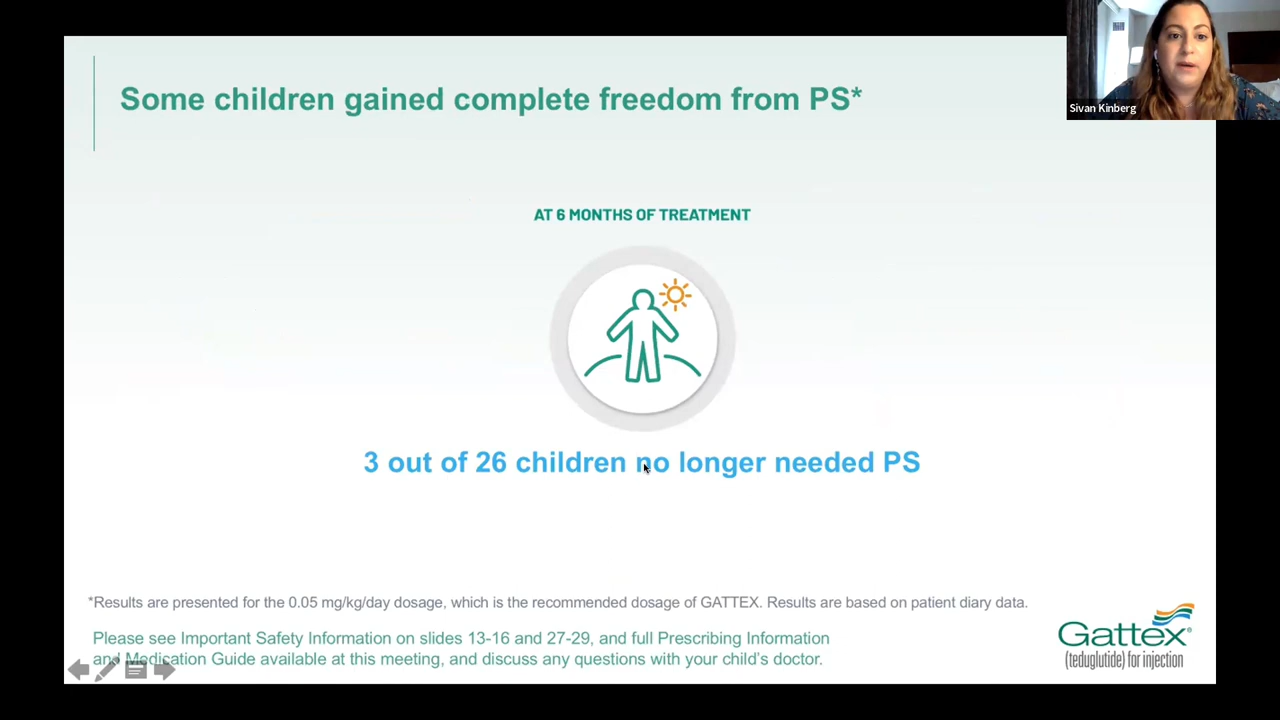 Some children gained complete freedom from PS*
Sivan Kinberg
AT 6 MONTHS OF TREATMENT
3 out of 26 children no longer needed PS
*Results are presented for the 0.05 mg/kg/day dosage, which is the recommended dosage of GATTEX. Results are based on patient diary data.
Please see Important Safety Information on slides 13-16 and 27-29, and full Prescribing Information
and Medication Guide available at this meeting, and discuss any questions with your child’s doctor.
Gattex®
(teduglutide) for injection